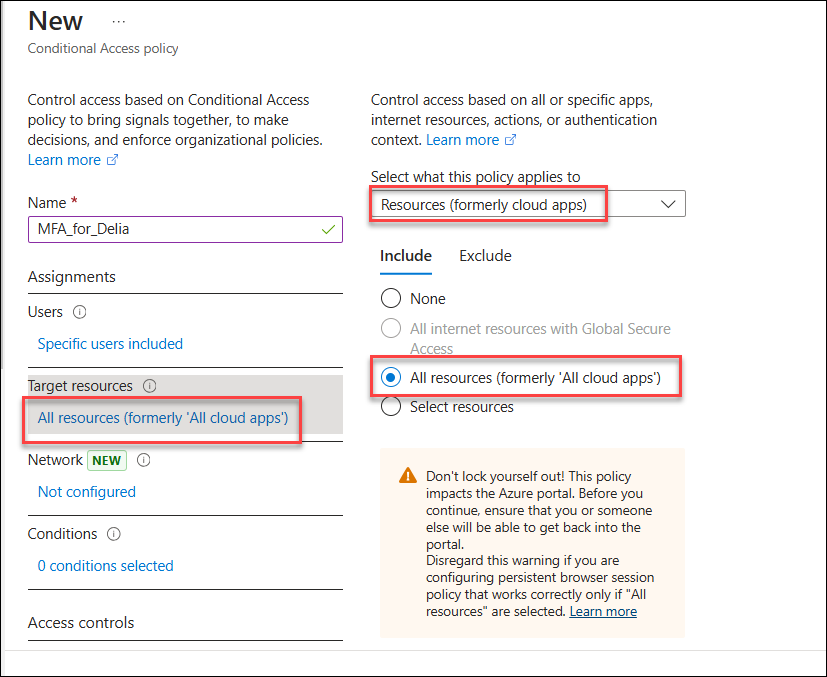 New ...
Conditional Access policy
Control access based on Conditional Access
policy to bring signals together, to make
decisions, and enforce organizational policies.
Learn more
Name *
MFA_for_Delia
Assignments
Users
Specific users included
Target resources
All resources (formerly 'All cloud apps')
Network NEW
Not configured
Conditions
0 conditions selected
Access controls
Control access based on all or specific apps,
internet resources, actions, or authentication
context. Learn more
Select what this policy applies to
Resources (formerly cloud apps)
Include Exclude
None
All internet resources with Global Secure
Access
All resources (formerly 'All cloud apps')
Select resources
Don't lock yourself out! This policy
impacts the Azure portal. Before you
continue, ensure that you or someone
else will be able to get back into the
portal.
Disregard this warning if you are
configuring persistent browser session
policy that works correctly only if "All
resources" are selected. Learn more